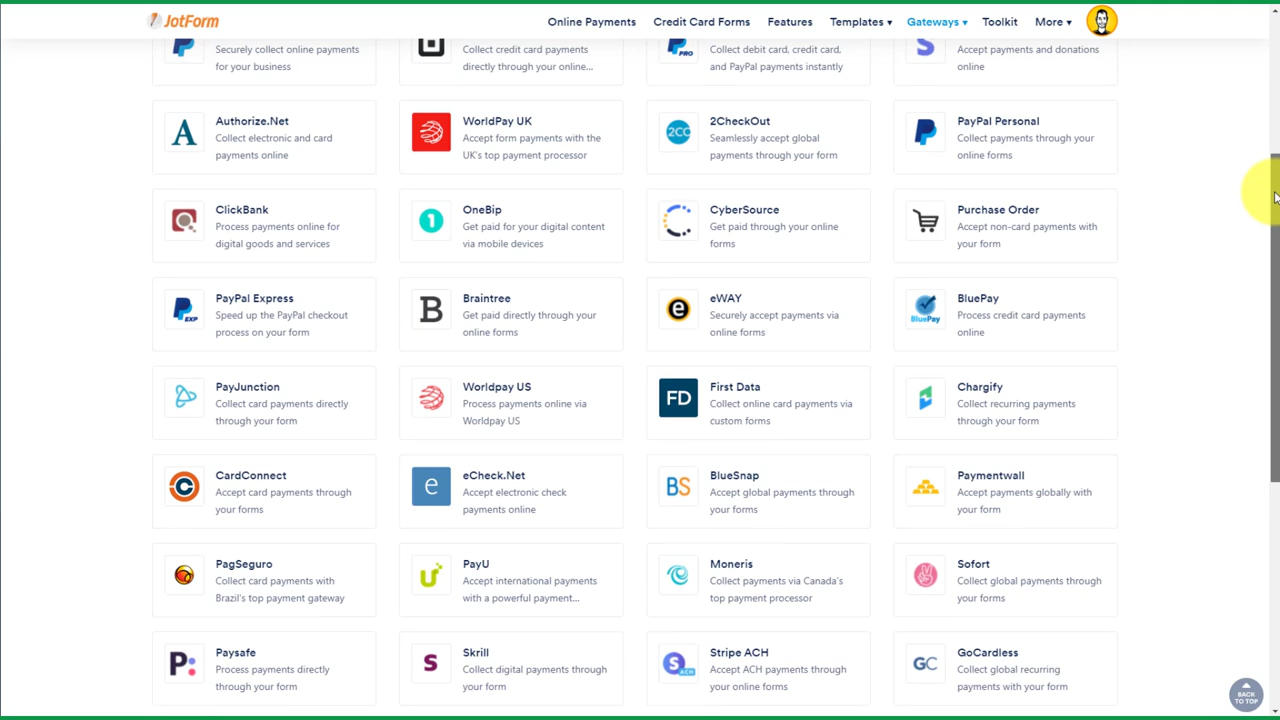 JotForm
Online Payments
Credit Card Forms
Features
Templates
Gateways
Toolkit
More
Securely collect online payments
for your business
Collect credit card payments
directly through your online...
PRO
Collect debit card, credit card,
and PayPal payments instantly
S
Accept payments and donations
online
A
Authorize.Net
Collect electronic and card
payments online
WorldPay UK
Accept form payments with the
UK's top payment processor
2CO
2CheckOut
Seamlessly accept global
payments through your form
PayPal Personal
Collect payments through your
online forms
ClickBank
Process payments online for
digital goods and services
1
OneBip
Get paid for your digital content
via mobile devices
CyberSource
Get paid through your online
forms
Purchase Order
Accept non-card payments with
your form
EXP
PayPal Express
Speed up the PayPal checkout
process on your form
B
Braintree
Get paid directly through your
online forms
e
eWAY
Securely accept payments via
online forms
BluePay
BluePay
Process credit card payments
online
PayJunction
Collect card payments directly
through your form
Worldpay US
Process payments online via
Worldpay US
FD
First Data
Collect online card payments via
custom forms
Chargify
Collect recurring payments
through your form
C
CardConnect
Accept card payments through
your forms
e
eCheck.Net
Accept electronic check
payments online
BS
BlueSnap
Accept global payments through
your forms
Paymentwall
Accept payments globally with
your form
PagSeguro
Collect card payments with
Brazil's top payment gateway
U
PayU
Accept international payments
with a powerful payment...
Moneris
Collect payments via Canada's
top payment processor
Sofort
Collect global payments through
your forms
P
Paysafe
Process payments directly
through your form
S
Skrill
Collect digital payments through
your form
S
ACH
Stripe ACH
Accept ACH payments through
your online forms
GC
GoCardless
Collect global recurring
payments with your form
BACK
TO TOP